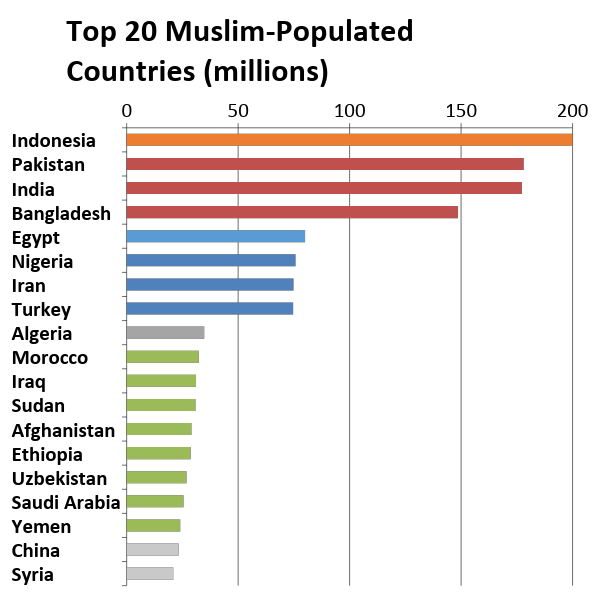 Top 20 Muslim-Populated
Countries (millions)
0 50 100 150 200
Indonesia
Pakistan
India
Bangladesh
Egypt
Nigeria
Iran
Turkey
Algeria
Morocco
Iraq
Sudan
Afghanistan
Ethiopia
Uzbekistan
Saudi Arabia
Yemen
China
Syria